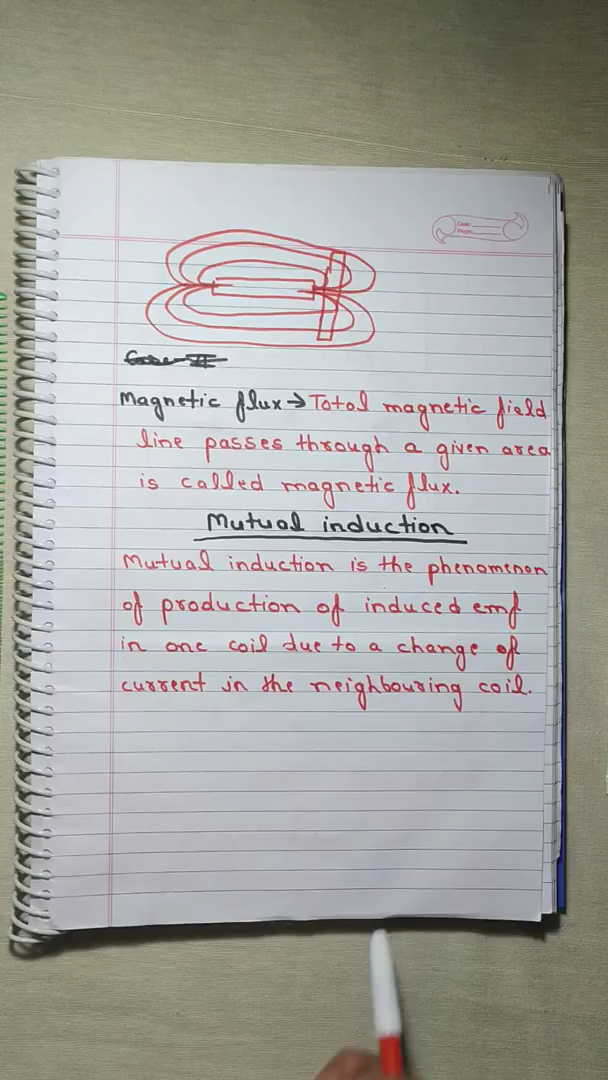 Magnetic flux → Total magnetic field
line passes through a given area
is called magnetic flux.
Mutual induction
Mutual induction is the phenomenon
of production of induced emf
in one coil due to a change of
current in the neighbouring coil.